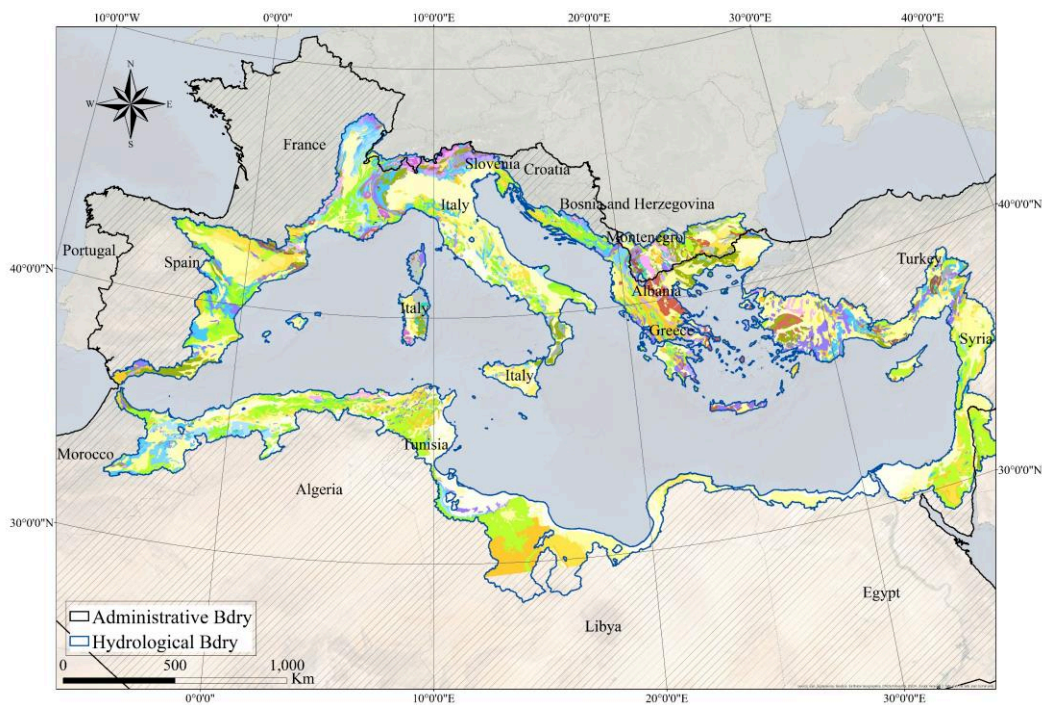 10°0'0"W 0°0'0" 10°0'0"E 20°0'0"E 30°0'0"E 40°0'0"E
N
W E
S
France
Slovenia
Croatia
Italy
Bosnia and Herzegovina
40°0'0"N
Portugal
Montenegro
Spain
Turkey
40°0'0"N
Albania
Italy
Greece
Syria
Italy
Tunisia
Morocco
30°0'0"N
Algeria
30°0'0"N
Egypt
Libya
Administrative Bdry
Hydrological Bdry
0 500 1,000
Km
0°0'0" 10°0'0"E 20°0'0"E 30°0'0"E